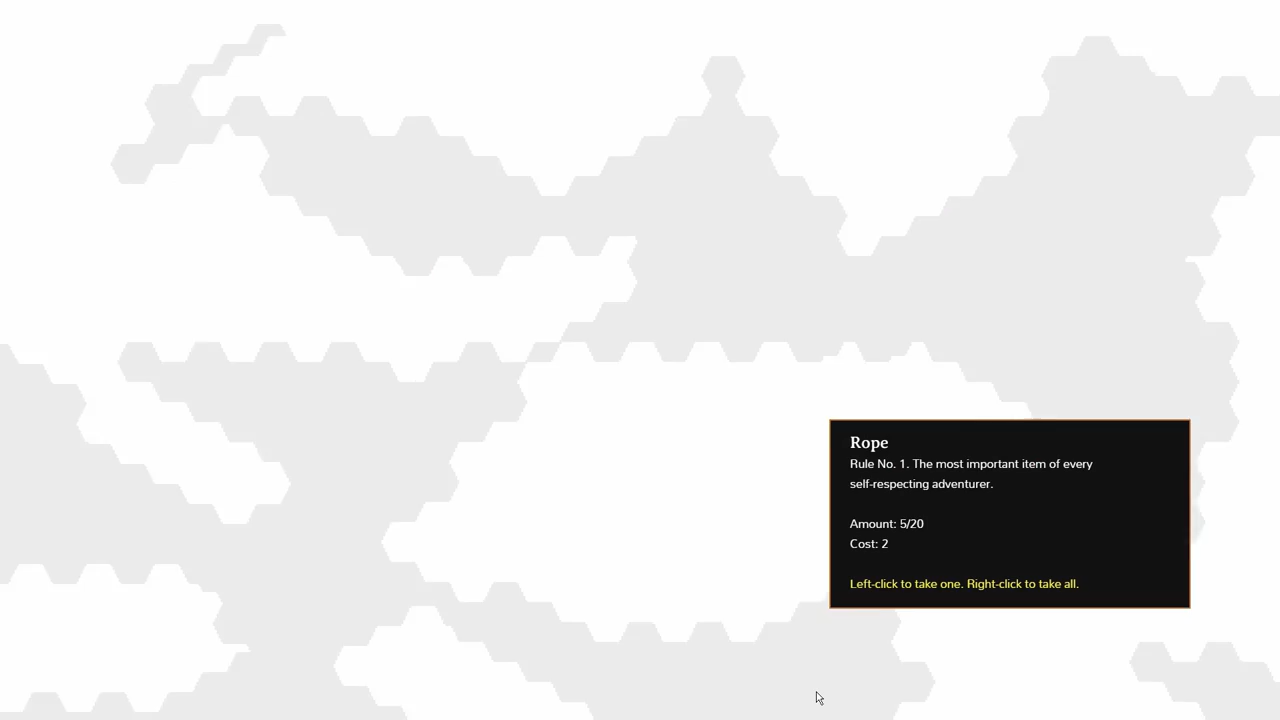 Rope
Rule No. 1. The most important item of every
self-respecting adventurer.
Amount: 5/20
Cost: 2
Left-click to take one. Right-click to take all.